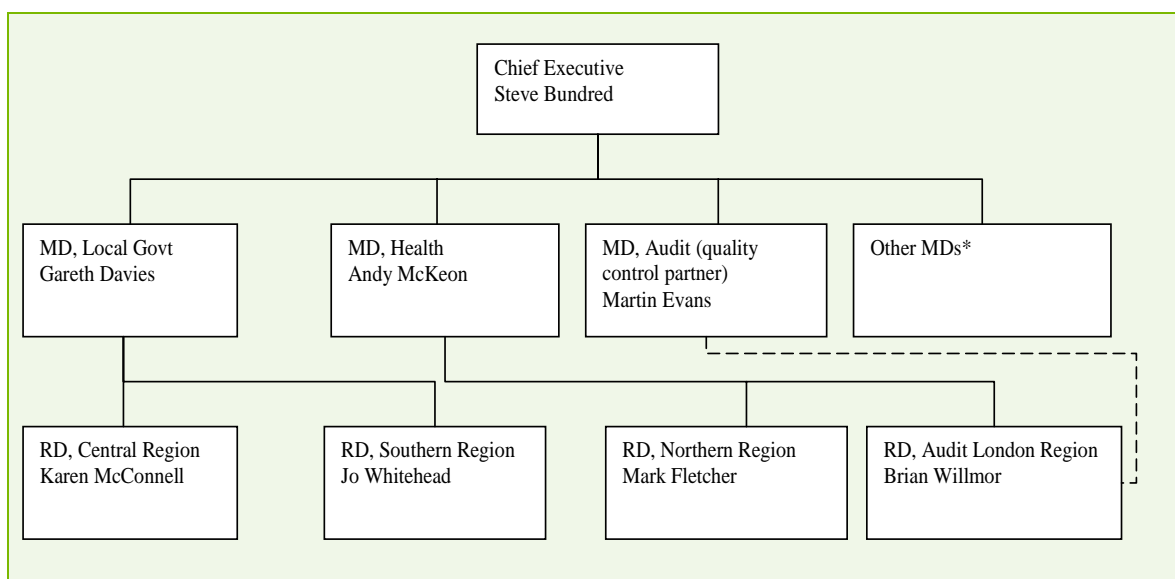 Chief Executive
Steve Bundred
MD, Local Govt
Gareth Davies
MD, Health
Andy McKeon
MD, Audit (quality
control partner)
Martin Evans
Other MDs*
RD, Central Region
Karen McConnell
RD, Southern Region
Jo Whitehead
RD, Northern Region
Mark Fletcher
RD, Audit London Region
Brian Willmor